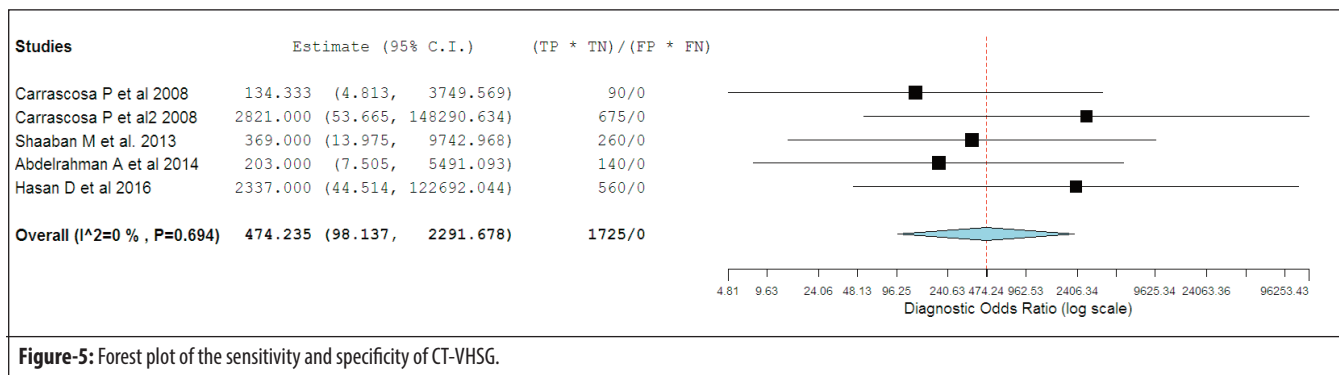 Studies Estimate (95% C.I.) (TP * TN)/(FP * FN)
Carrascosa P et al 2008 134.333 (4.813, 3749.569) 90/0
Carrascosa P et al2 2008 2821.000 (53.665, 148290.634) 675/0
Shaaban M et al. 2013 369.000 (13.975, 9742.968) 260/0
Abdelrahman A et al 2014 203.000 (7.505, 5491.093) 140/0
Hasan D et al 2016 2337.000 (44.514, 122692.044) 560/0
Overall (I^2=0 % , P=0.694) 474.235 (98.137, 2291.678) 1725/0
4.81 9.63 24.06 48.13 96.25 240.63 474.24 962.53 2406.34 9625.34 24063.36 96253.43
Diagnostic Odds Ratio (log scale)
Figure-5: Forest plot of the sensitivity and specificity of CT-VHSG.